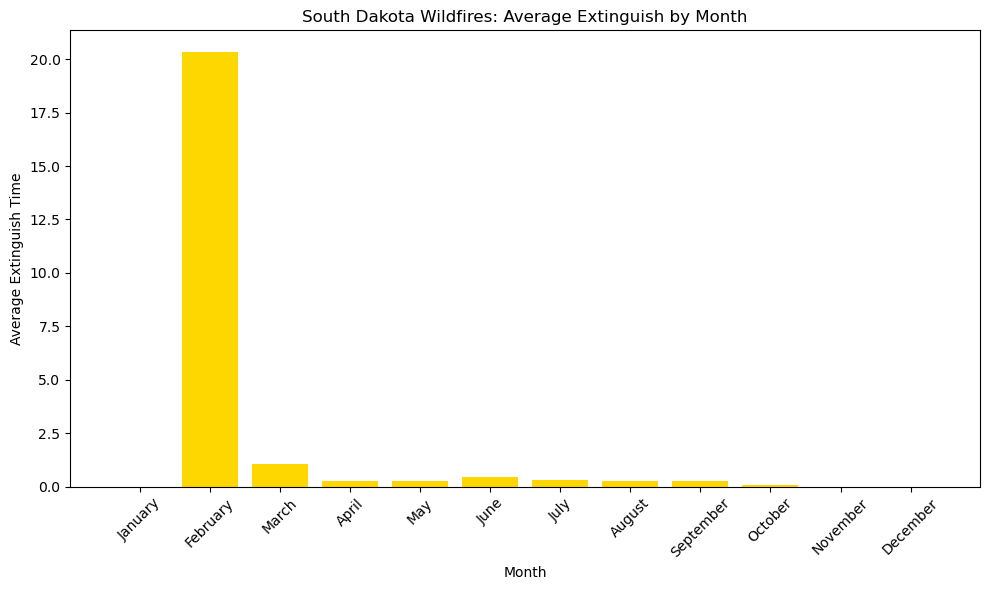 South Dakota Wildfires: Average Extinguish by Month
Average Extinguish Time
20.0
17.5
15.0
12.5
10.0
7.5
5.0
2.5
0.0
January
February
March
April
May
June
July
August
September
October
November
December
Month